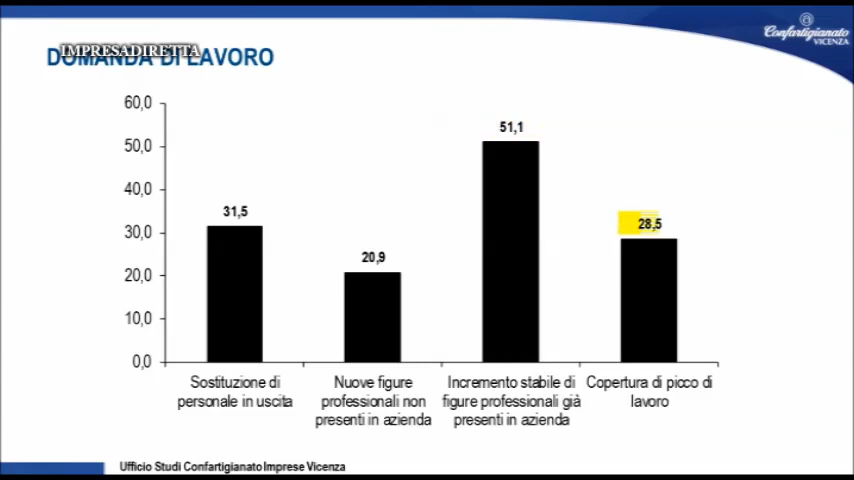 IMPRESADIRETTA
DOMANDA DI LAVORO
Confartigianato
VICENZA
60,0
50,0
40,0
30,0
20,0
10,0
0,0
31,5
20,9
51,1
28,5
Sostituzione di
personale in uscita
Nuove figure
professionali non
presenti in azienda
Incremento stabile di
figure professionali già
presenti in azienda
Copertura di picco di
lavoro
Ufficio Studi Confartigianato Imprese Vicenza